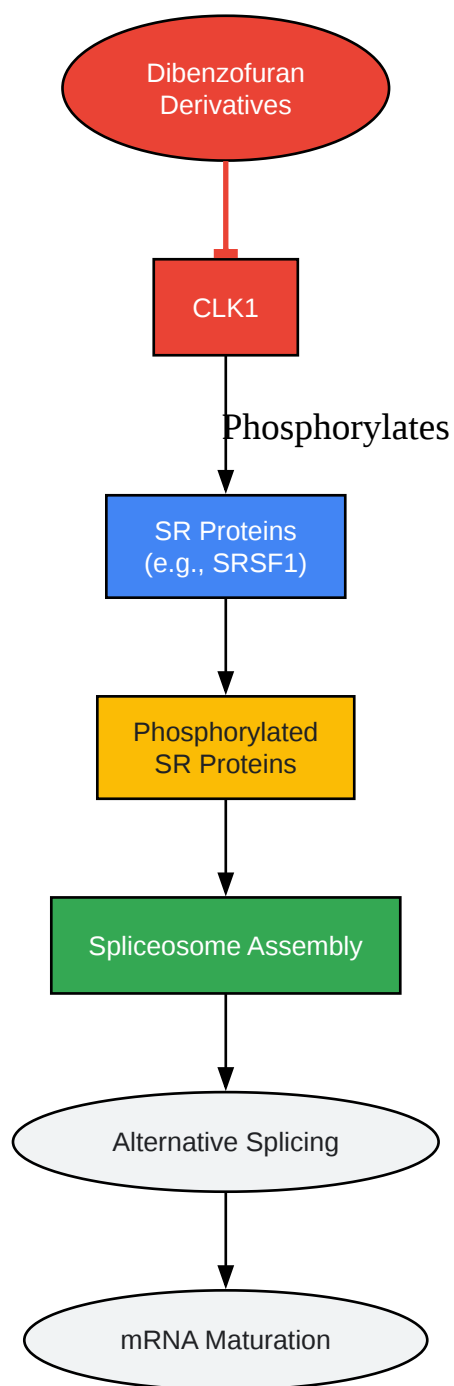 Dibenzofuran
Derivatives
CLK1
Phosphorylates
SR Proteins
(e.g., SRSF1)
Phosphorylated
SR Proteins
Spliceosome Assembly
Alternative Splicing
mRNA Maturation